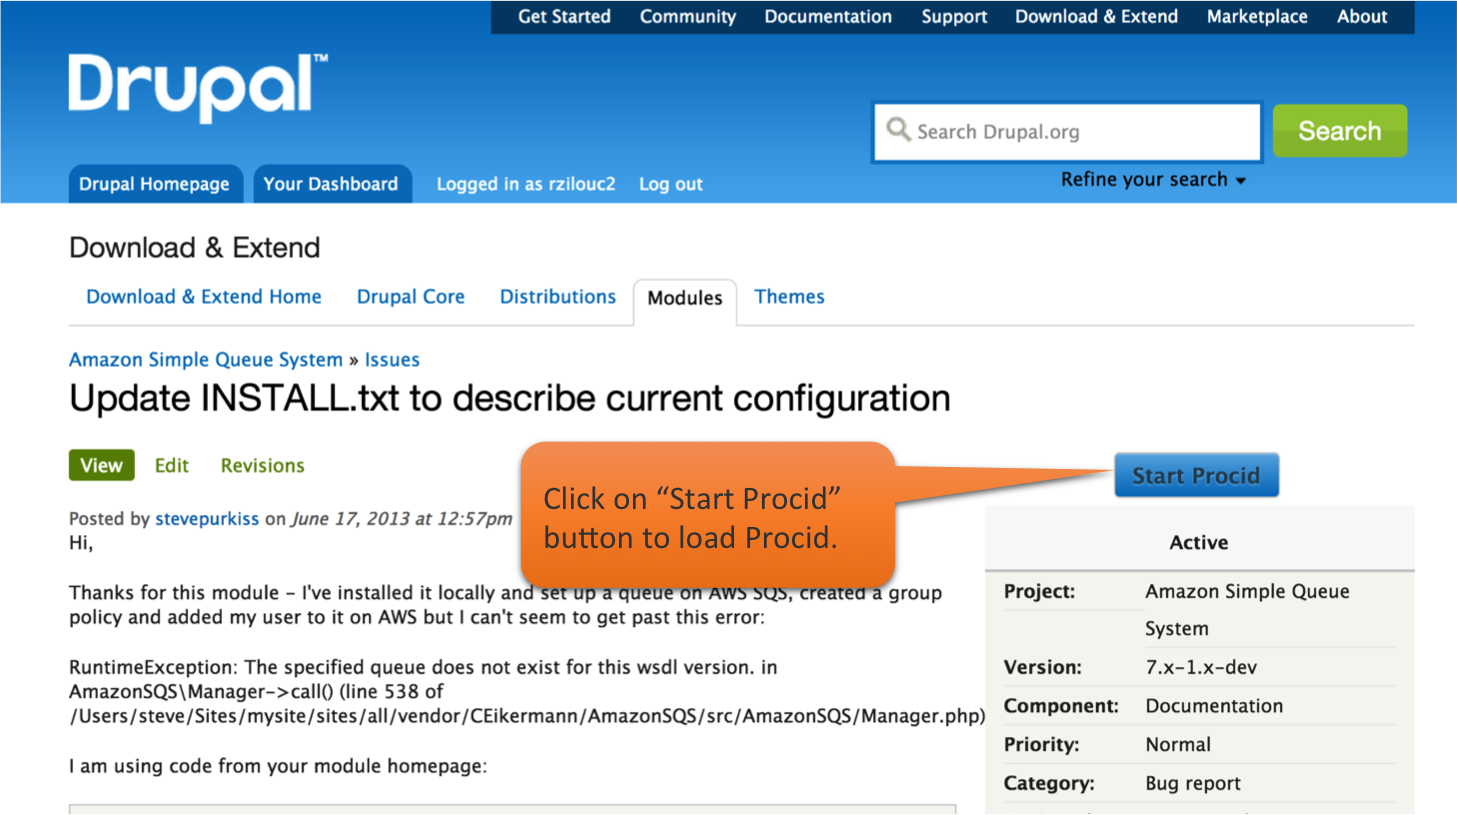 Get Started Community Documentation Support Download & Extend Marketplace About
Drupal™
Search Drupal.org
Search
Refine your search
Drupal Homepage Your Dashboard Logged in as rzilouc2 Log out
Download & Extend
Download & Extend Home Drupal Core Distributions Modules Themes
Amazon Simple Queue System » Issues
Update INSTALL.txt to describe current configuration
View Edit Revisions
Click on “Start Procid”
button to load Procid.
Start Procid
Posted by stevepurkiss on June 17, 2013 at 12:57pm
Hi,
Thanks for this module – I've installed it locally and set up a queue on AWS SQS, created a group
policy and added my user to it on AWS but I can't seem to get past this error:
RuntimeException: The specified queue does not exist for this wsdl version. in
AmazonSQS\Manager->call() (line 538 of
/Users/steve/Sites/mysite/sites/all/vendor/CEikermann/AmazonSQS/src/AmazonSQS/Manager.php)
I am using code from your module homepage:
Active
Project: Amazon Simple Queue
System
Version: 7.x-1.x-dev
Component: Documentation
Priority: Normal
Category: Bug report